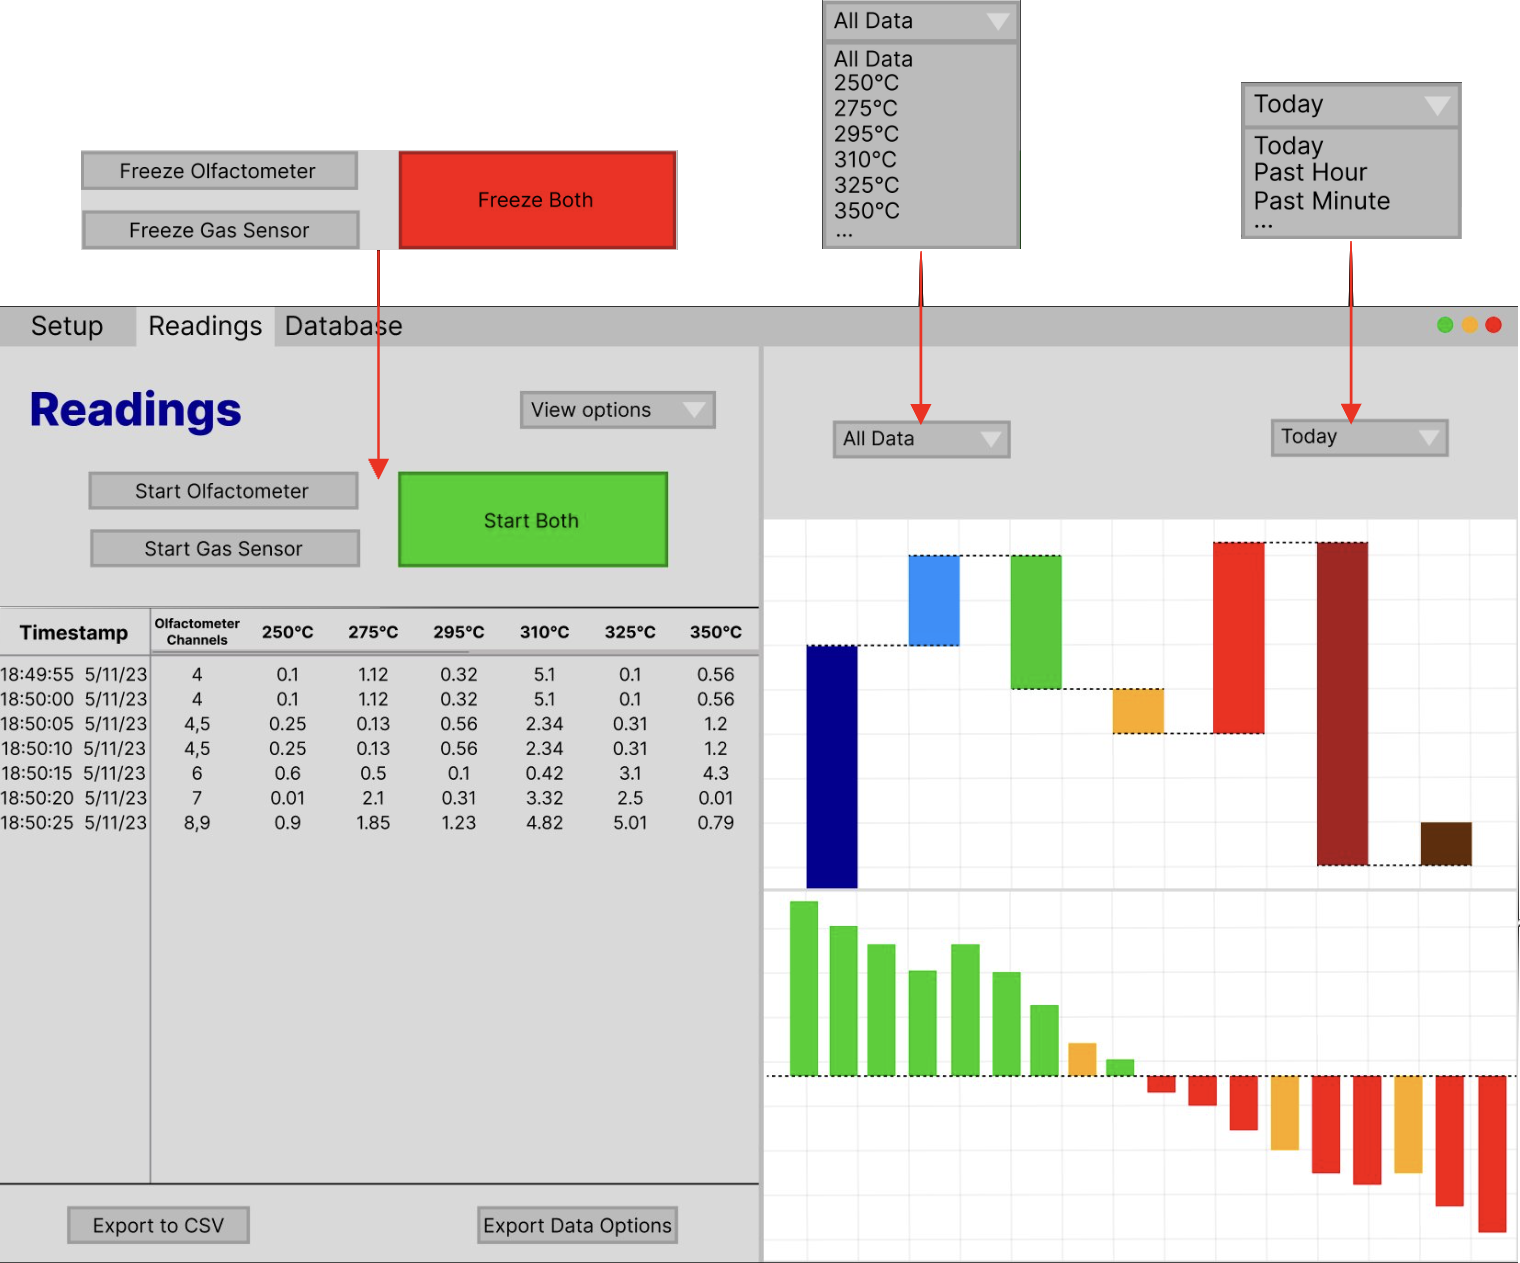 All Data
All Data
250°C
275°C
295°C
310°C
325°C
350°C
...
Today
Today
Past Hour
Past Minute
...
Freeze Olfactometer
Freeze Both
Freeze Gas Sensor
Setup Readings Database
Readings
View options
All Data
Today
Start Olfactometer
Start Both
Start Gas Sensor
Timestamp Olfactometer Channels 250°C 275°C 295°C 310°C 325°C 350°C
18:49:55 5/11/23 4 0.1 1.12 0.32 5.1 0.1 0.56
18:50:00 5/11/23 4 0.1 1.12 0.32 5.1 0.1 0.56
18:50:05 5/11/23 4,5 0.25 0.13 0.56 2.34 0.31 1.2
18:50:10 5/11/23 4,5 0.25 0.13 0.56 2.34 0.31 1.2
18:50:15 5/11/23 6 0.6 0.5 0.1 0.42 3.1 4.3
18:50:20 5/11/23 7 0.01 2.1 0.31 3.32 2.5 0.01
18:50:25 5/11/23 8,9 0.9 1.85 1.23 4.82 5.01 0.79
Export to CSV
Export Data Options